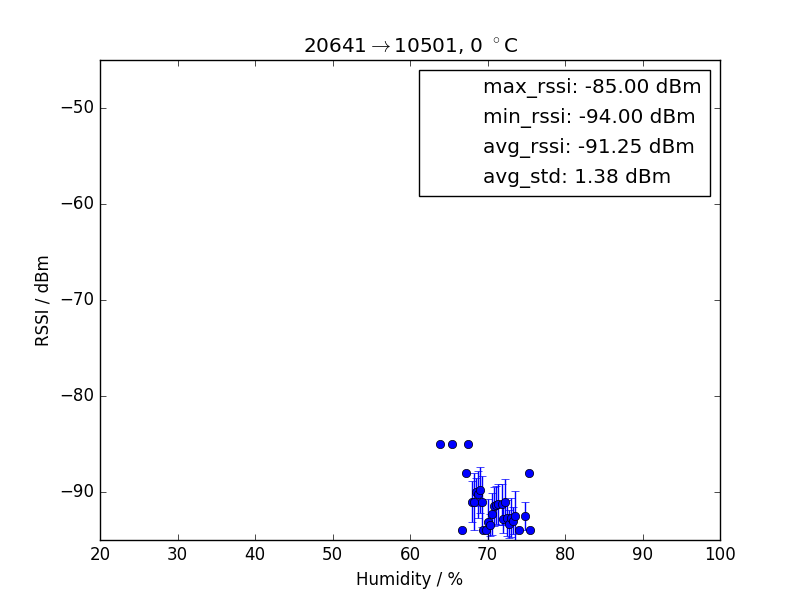 20641→10501, 0 °C
max_rssi: -85.00 dBm
min_rssi: -94.00 dBm
avg_rssi: -91.25 dBm
avg_std: 1.38 dBm
RSSI / dBm
−50
−60
−70
−80
−90
20 30 40 50 60 70 80 90 100
Humidity / %